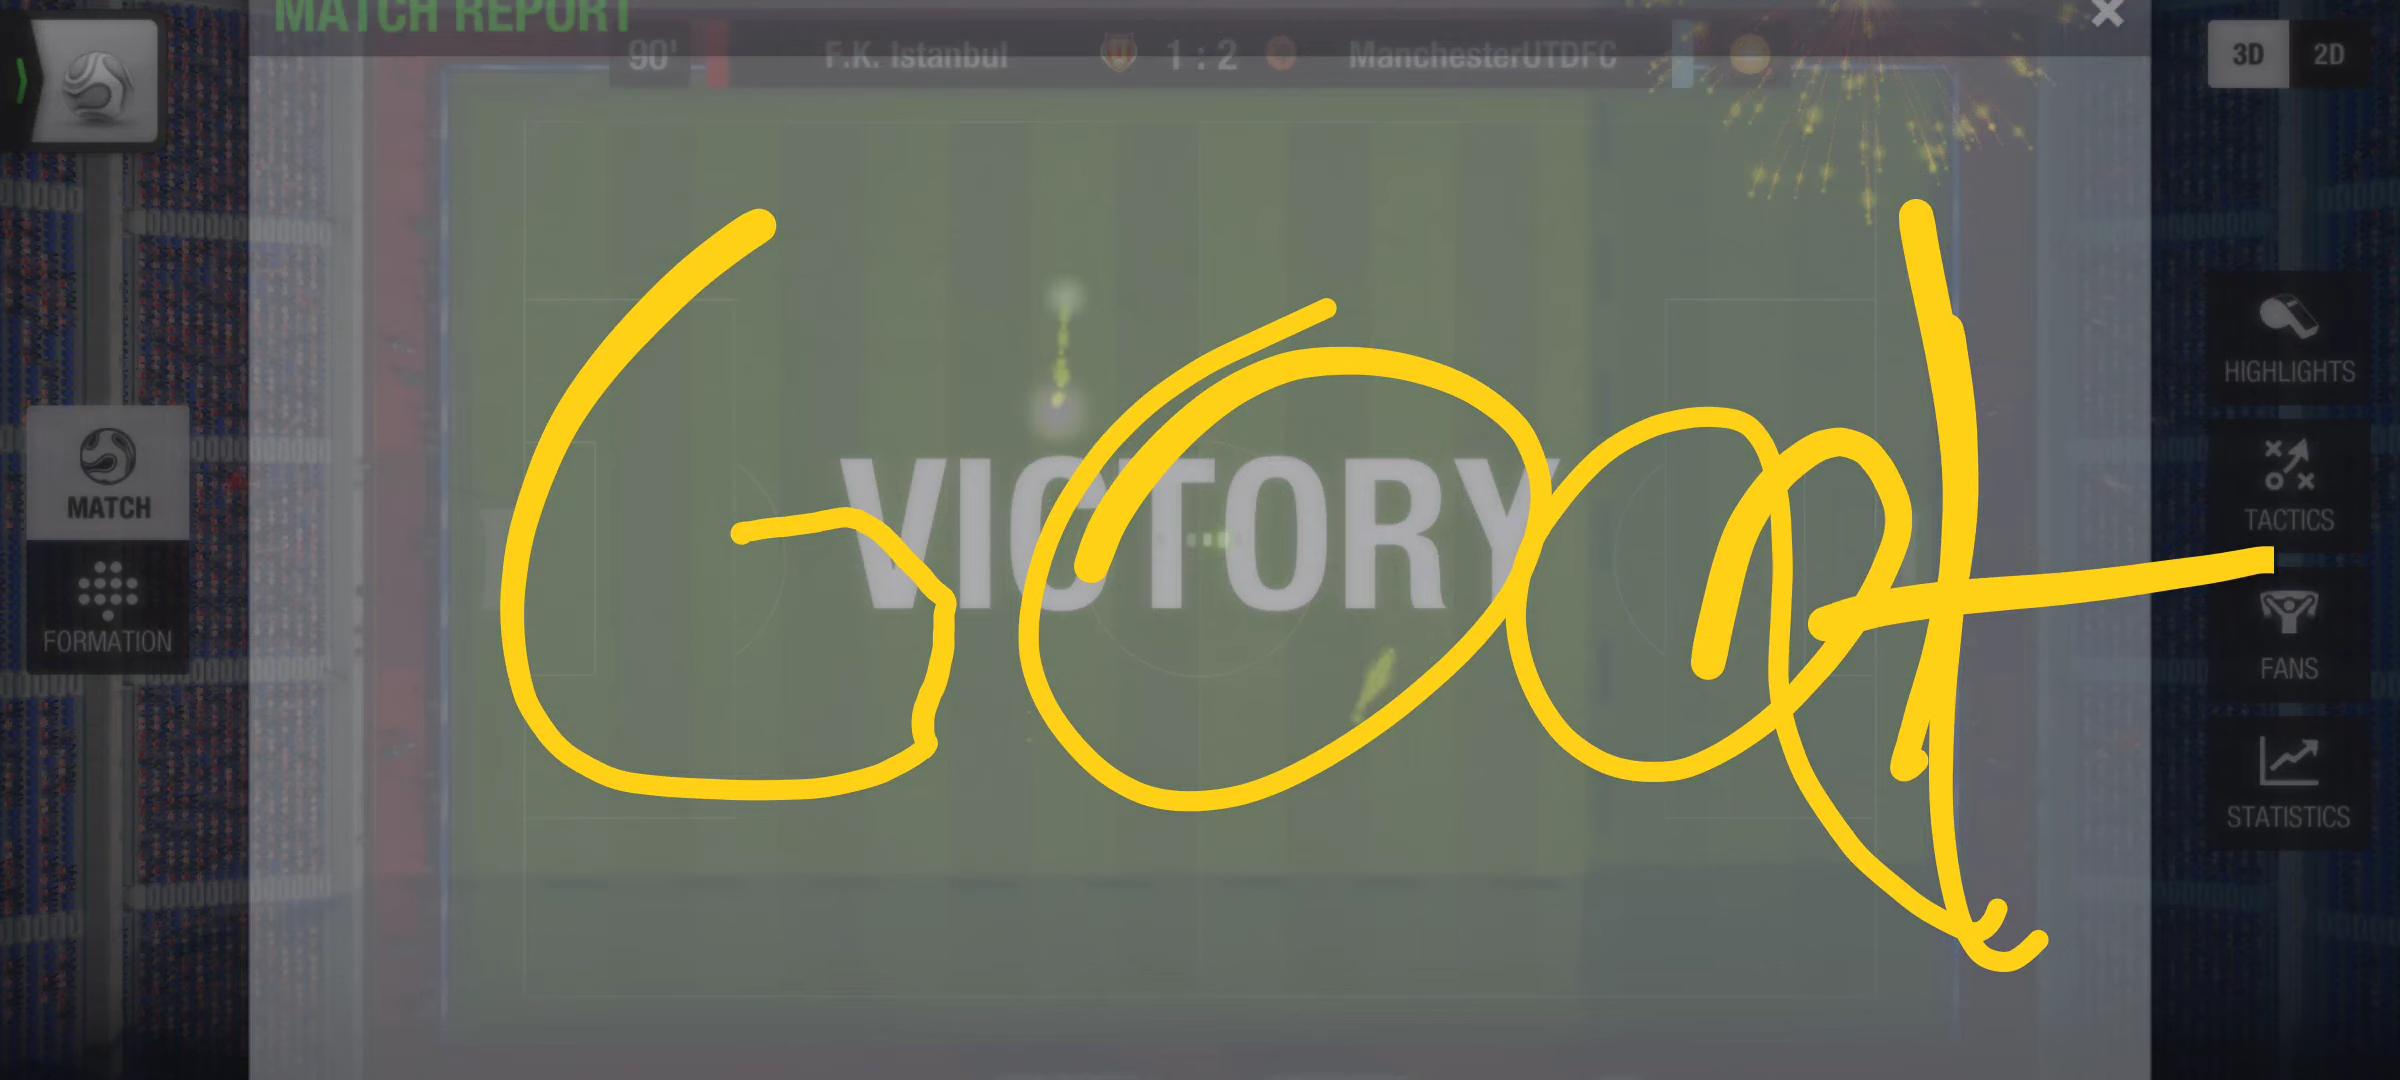 MATCH REPORT
90' F.K. Istanbul 1 : 2 ManchesterUTDFC
3D 2D
VICTORY
Goat
HIGHLIGHTS
MATCH
TACTICS
FORMATION
FANS
STATISTICS